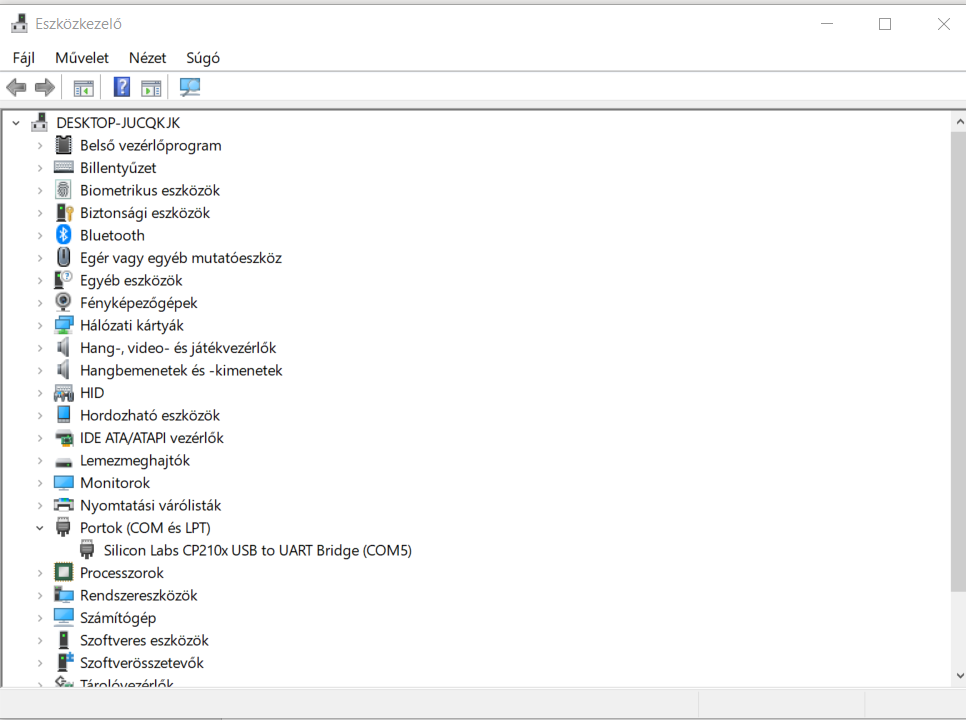 Eszközkezelő
Fájl Művelet Nézet Súgó
DESKTOP-JUCQKJK
Belső vezérlőprogram
Billentyűzet
Biometrikus eszközök
Biztonsági eszközök
Bluetooth
Egér vagy egyéb mutatóeszköz
Egyéb eszközök
Fényképezőgépek
Hálózati kártyák
Hang-, video- és játékvezérlők
Hangbemenetek és -kimenetek
HID
Hordozható eszközök
IDE ATA/ATAPI vezérlők
Lemezmeghajtók
Monitorok
Nyomtatási várólisták
Portok (COM és LPT)
Silicon Labs CP210x USB to UART Bridge (COM5)
Processzorok
Rendszereszközök
Számítógép
Szoftveres eszközök
Szoftverösszetevők
Tárolóvezérlők